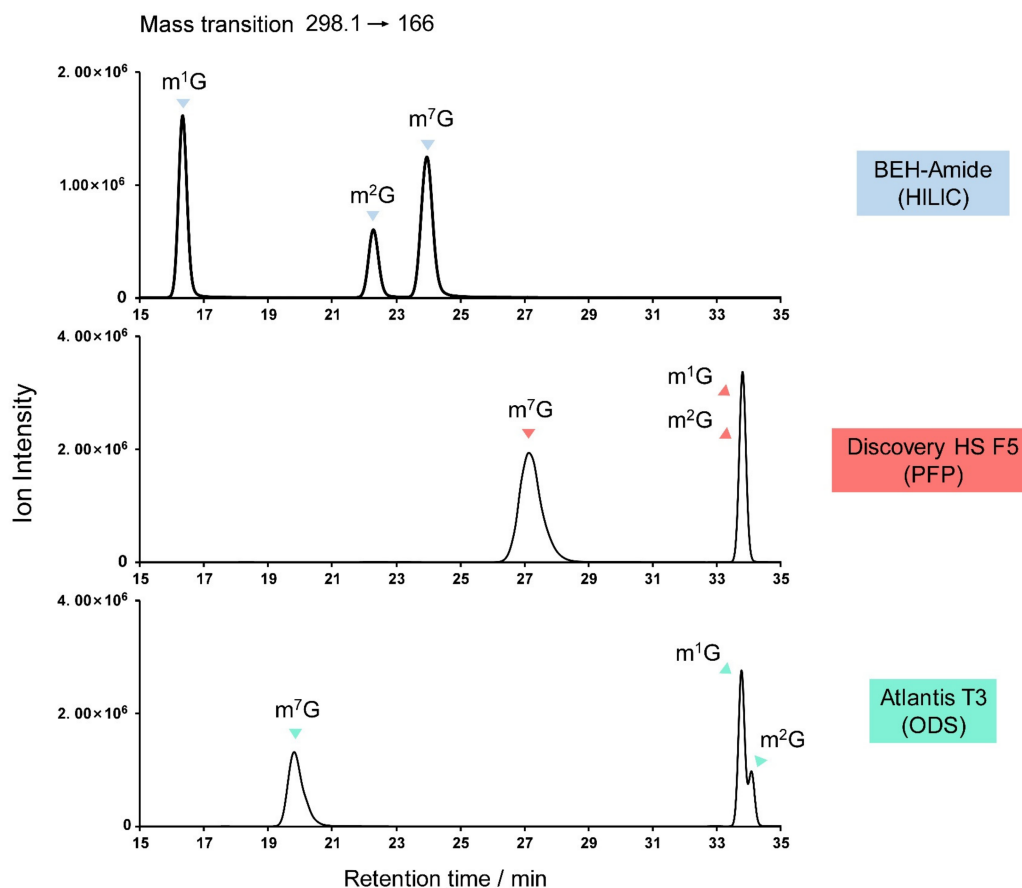 Mass transition 298.1 → 166
2.00×10⁶
1.00×10⁶
0
m¹G
m²G
m⁷G
15 17 19 21 23 25 27 29 31 33 35
BEH-Amide
(HILIC)
4.00×10⁶
2.00×10⁶
0
m⁷G
m¹G
m²G
15 17 19 21 23 25 27 29 31 33 35
Discovery HS F5
(PFP)
Ion Intensity
4.00×10⁶
2.00×10⁶
0
m⁷G
m¹G
m²G
15 17 19 21 23 25 27 29 31 33 35
Atlantis T3
(ODS)
Retention time / min